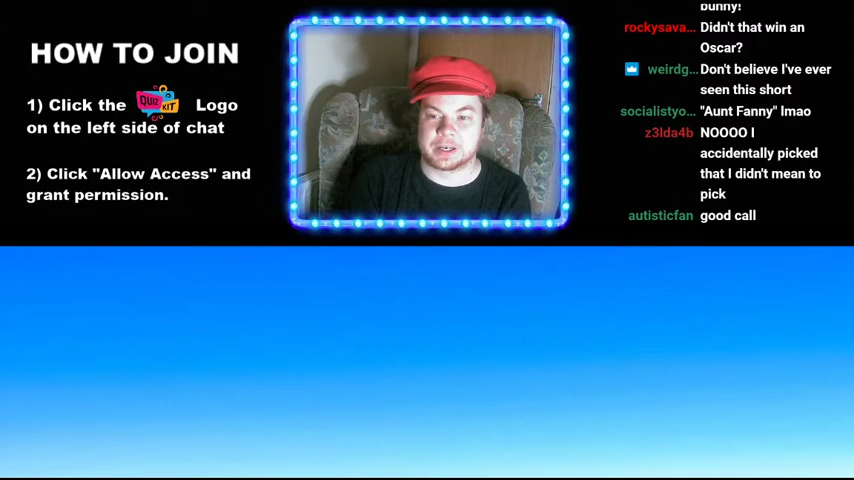 HOW TO JOIN
1) Click the QUIZ KIT Logo
on the left side of chat
2) Click "Allow Access" and
grant permission.
bunny!
rockysava... Didn't that win an
Oscar?
weirdg... Don't believe I've ever
seen this short
socialistyo... "Aunt Fanny" lmao
z3lda4b NOOOO I
accidentally picked
that I didn't mean to
pick
autisticfan good call